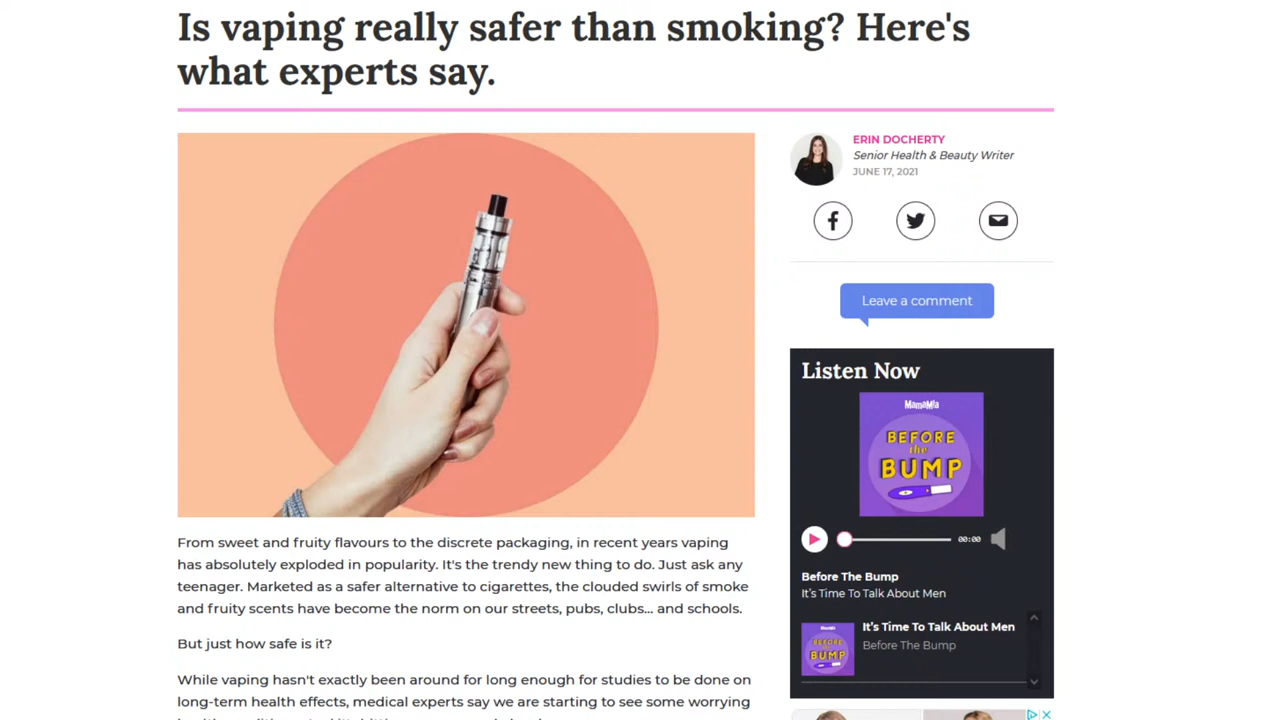 Is vaping really safer than smoking? Here's
what experts say.
ERIN DOCHERTY
Senior Health & Beauty Writer
JUNE 17, 2021
Leave a comment
Listen Now
MamaMia
BEFORE
the
BUMP
00:00
Before The Bump
It's Time To Talk About Men
BEFORE
the
BUMP
It's Time To Talk About Men
Before The Bump
From sweet and fruity flavours to the discrete packaging, in recent years vaping
has absolutely exploded in popularity. It's the trendy new thing to do. Just ask any
teenager. Marketed as a safer alternative to cigarettes, the clouded swirls of smoke
and fruity scents have become the norm on our streets, pubs, clubs... and schools.
But just how safe is it?
While vaping hasn't exactly been around for long enough for studies to be done on
long-term health effects, medical experts say we are starting to see some worrying